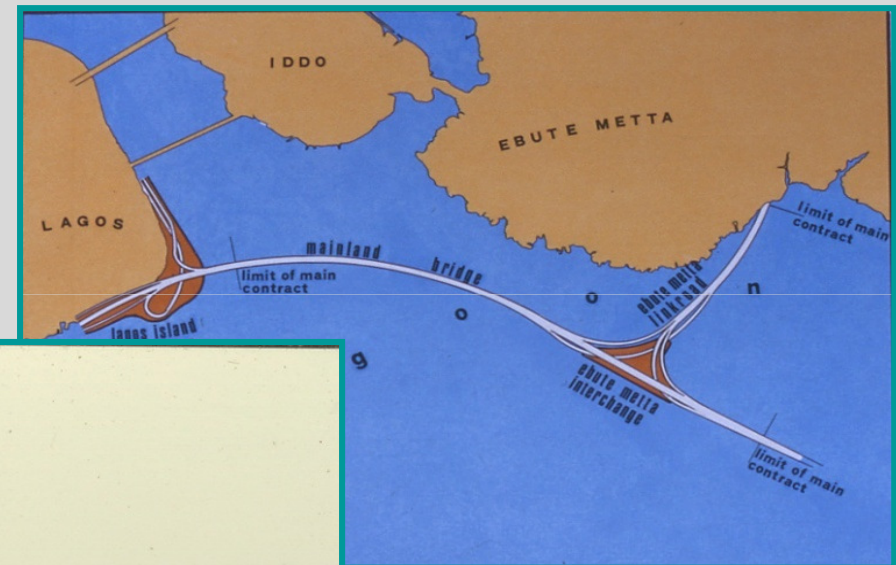 IDDO
EBUTE METTA
LAGOS
limit of main
contract
mainland
bridge
limit of main
contract
ebute metta
linkroad
lagos island
g
o
o
n
ebute metta
interchange
limit of main
contract